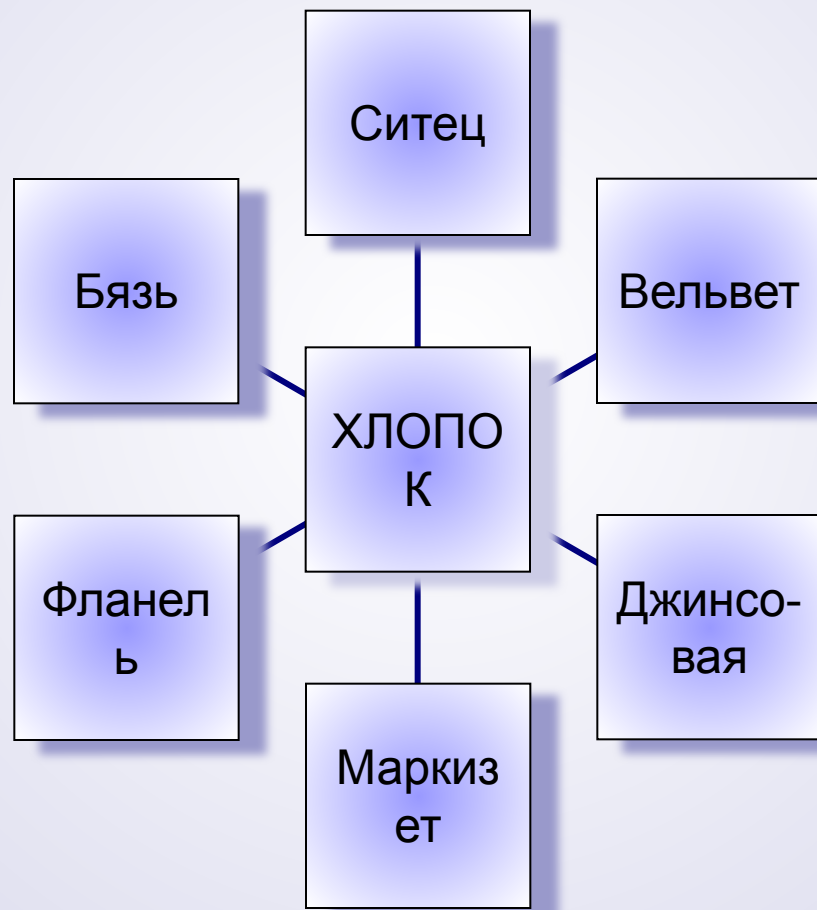 Ситец
Бязь
Вельвет
ХЛОПО
К
Фланел
ь
Джинсо-
вая
Маркиз
ет